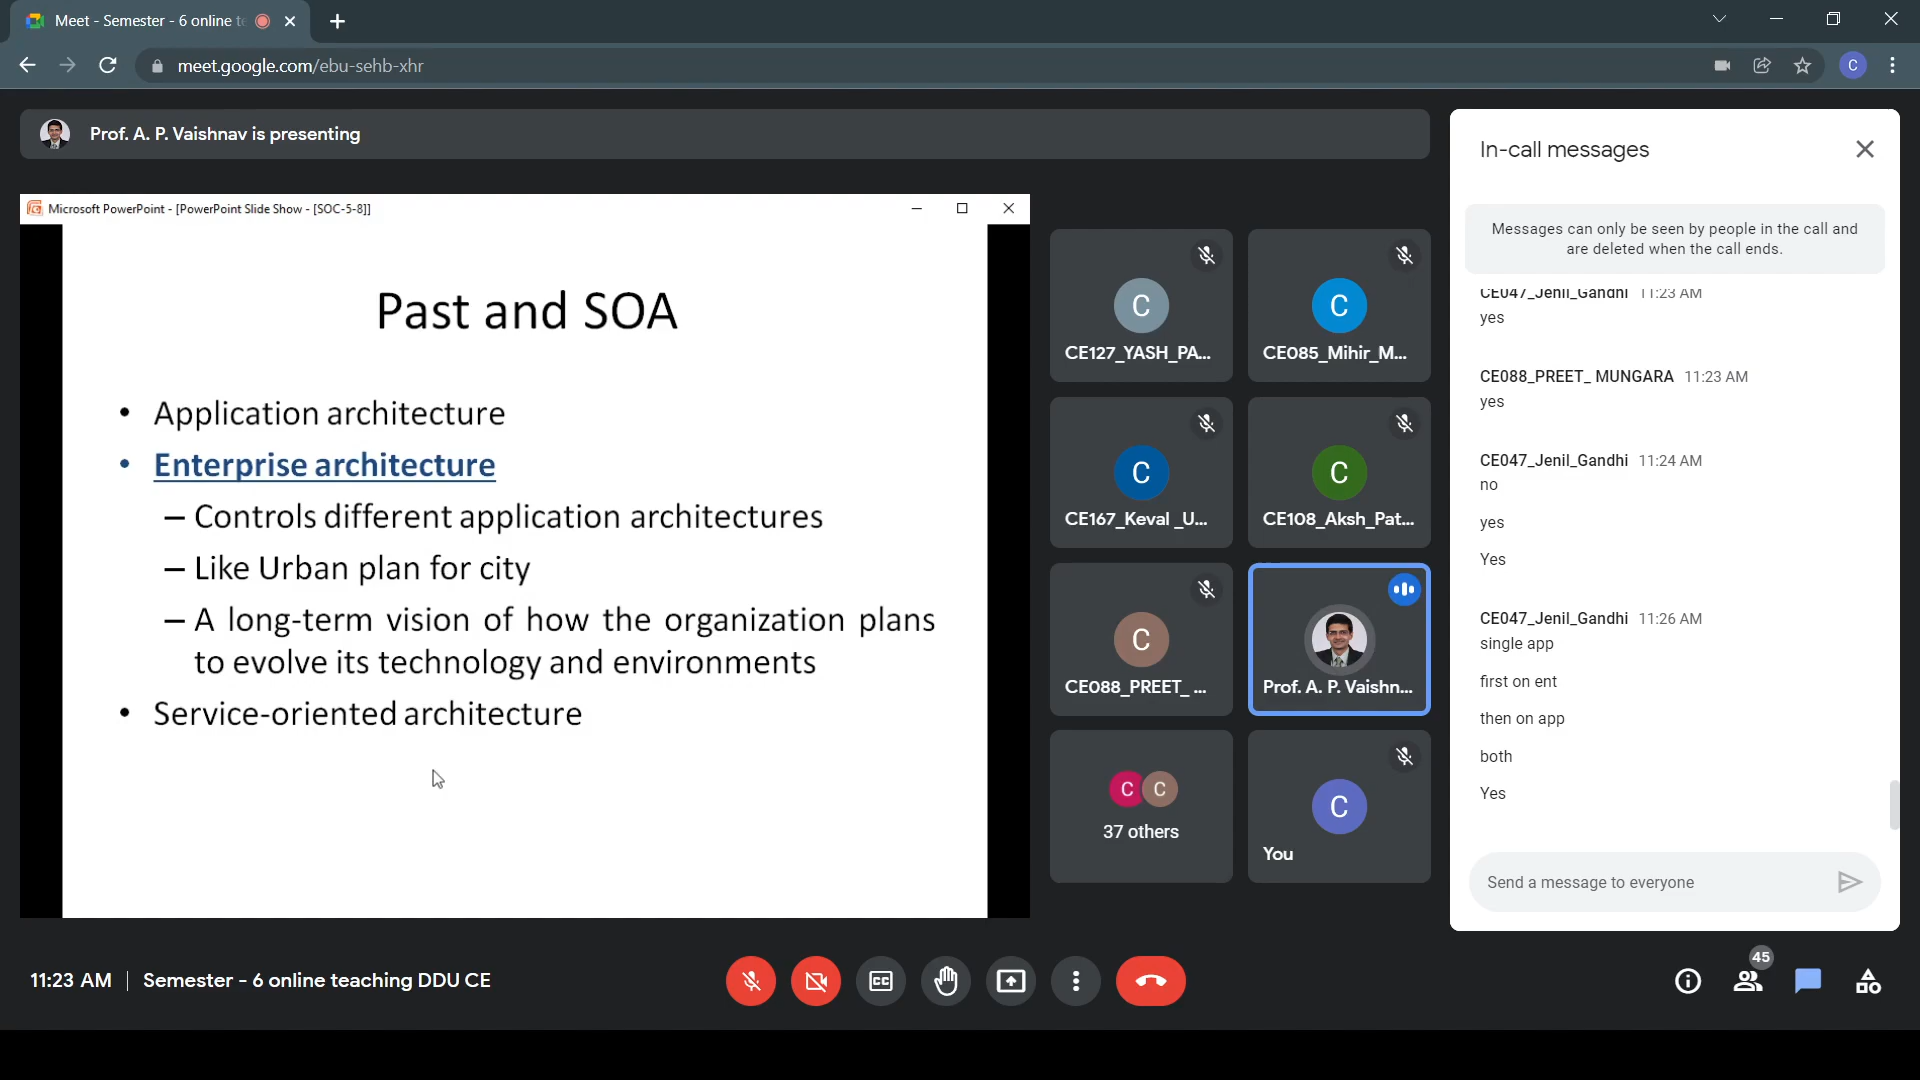 Meet - Semester - 6 online te
meet.google.com/ebu-sehb-xhr
C
Prof. A. P. Vaishnav is presenting
Microsoft PowerPoint - [PowerPoint Slide Show - [SOC-5-8]]
Past and SOA
• Application architecture
• Enterprise architecture
– Controls different application architectures
– Like Urban plan for city
– A long-term vision of how the organization plans
to evolve its technology and environments
• Service-oriented architecture
C
CE127_YASH_PA...
C
CE085_Mihir_M...
C
CE167_Keval _U...
C
CE108_Aksh_Pat...
C
CE088_PREET_ ...
Prof. A. P. Vaishn...
C C
37 others
C
You
In-call messages
Messages can only be seen by people in the call and
are deleted when the call ends.
CE047_Jenil_Gandhi 11:23 AM
yes
CE088_PREET_ MUNGARA 11:23 AM
yes
CE047_Jenil_Gandhi 11:24 AM
no
yes
Yes
CE047_Jenil_Gandhi 11:26 AM
single app
first on ent
then on app
both
Yes
Send a message to everyone
11:23 AM | Semester - 6 online teaching DDU CE
45